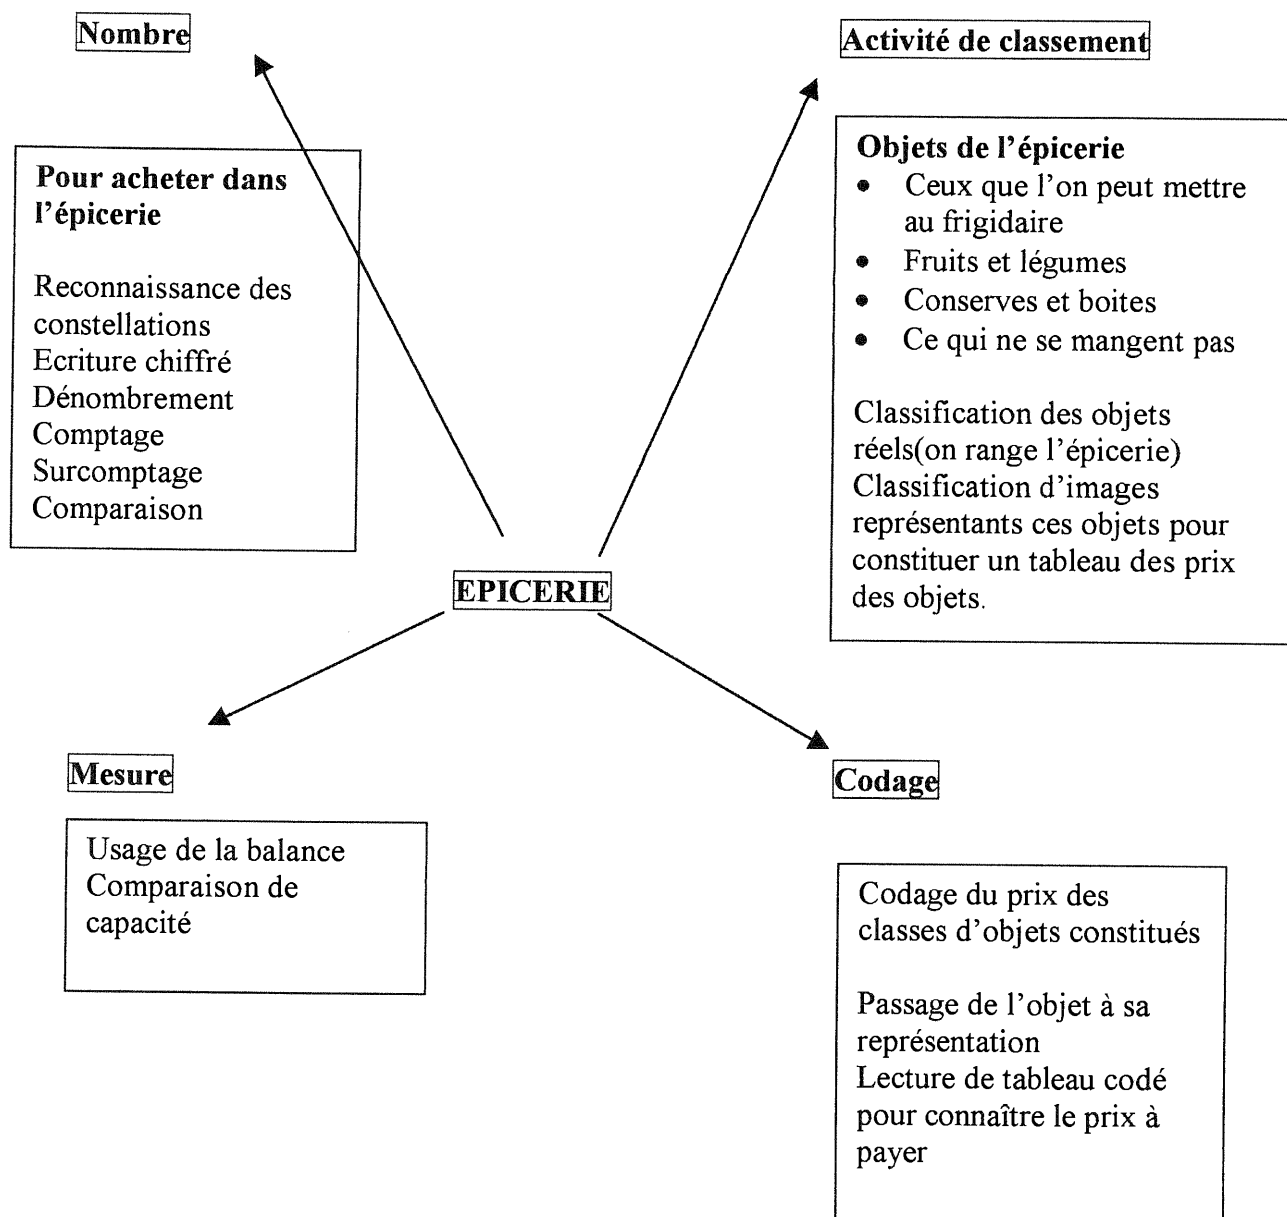 Nombre
Activité de classement
Pour acheter dans
l'épicerie
Reconnaissance des
constellations
Ecriture chiffré
Dénombrement
Comptage
Surcomptage
Comparaison
Objets de l'épicerie
• Ceux que l'on peut mettre
au frigidaire
• Fruits et légumes
• Conserves et boites
• Ce qui ne se mangent pas
Classification des objets
réels(on range l'épicerie)
Classification d'images
représentants ces objets pour
constituer un tableau des prix
des objets.
EPICERIE
Mesure
Usage de la balance
Comparaison de
capacité
Codage
Codage du prix des
classes d'objets constitués
Passage de l'objet à sa
représentation
Lecture de tableau codé
pour connaître le prix à
payer